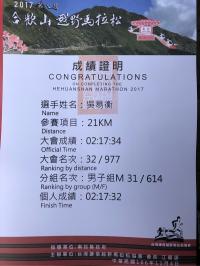 2017
合歡山越野馬拉松
成績證明
CONGRATULATIONS
ON COMPLETING THE
HEHUANSHAN MARATHON 2017
選手姓名：吳易衡
Name
參賽項目：21KM
Distance
大會成績：02:17:34
Official Time
大會名次：32 / 977
Ranking by distance
分組名次：男子組M 31 / 614
Ranking by group (M/F)
個人成績：02:17:32
Finish Time